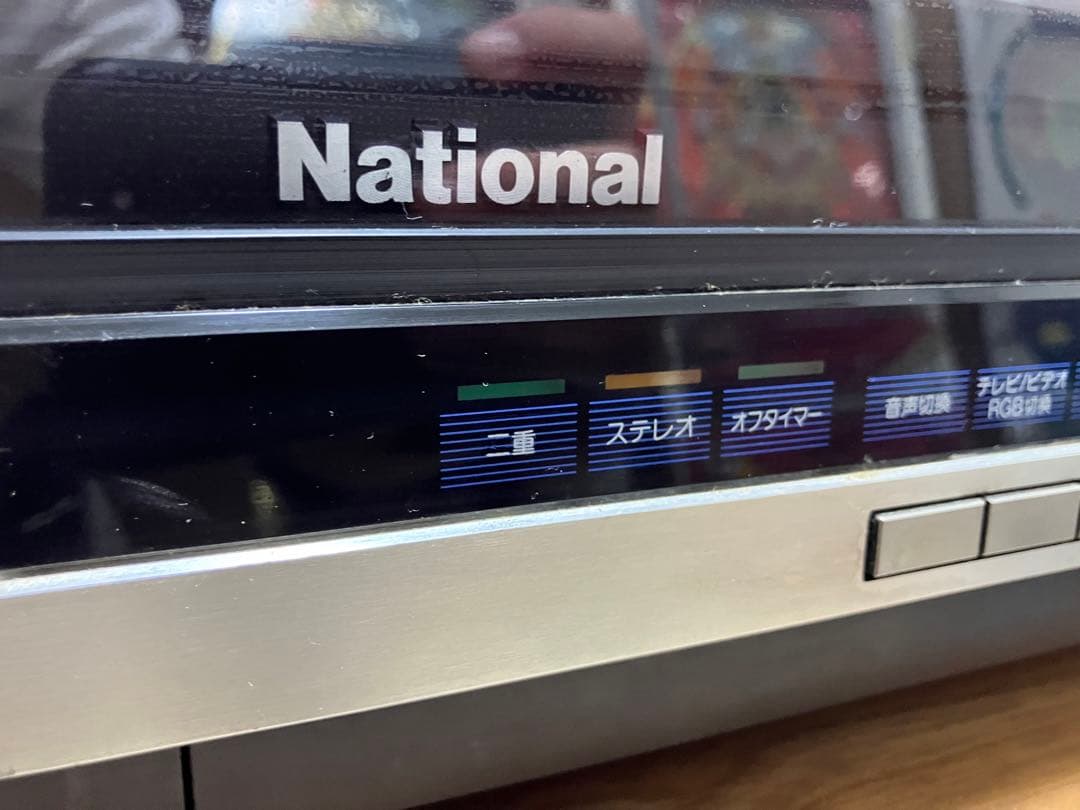 National
二重
ステレオ
オフタイマー
音声切換
テレビ/ビデオ
RGB切換